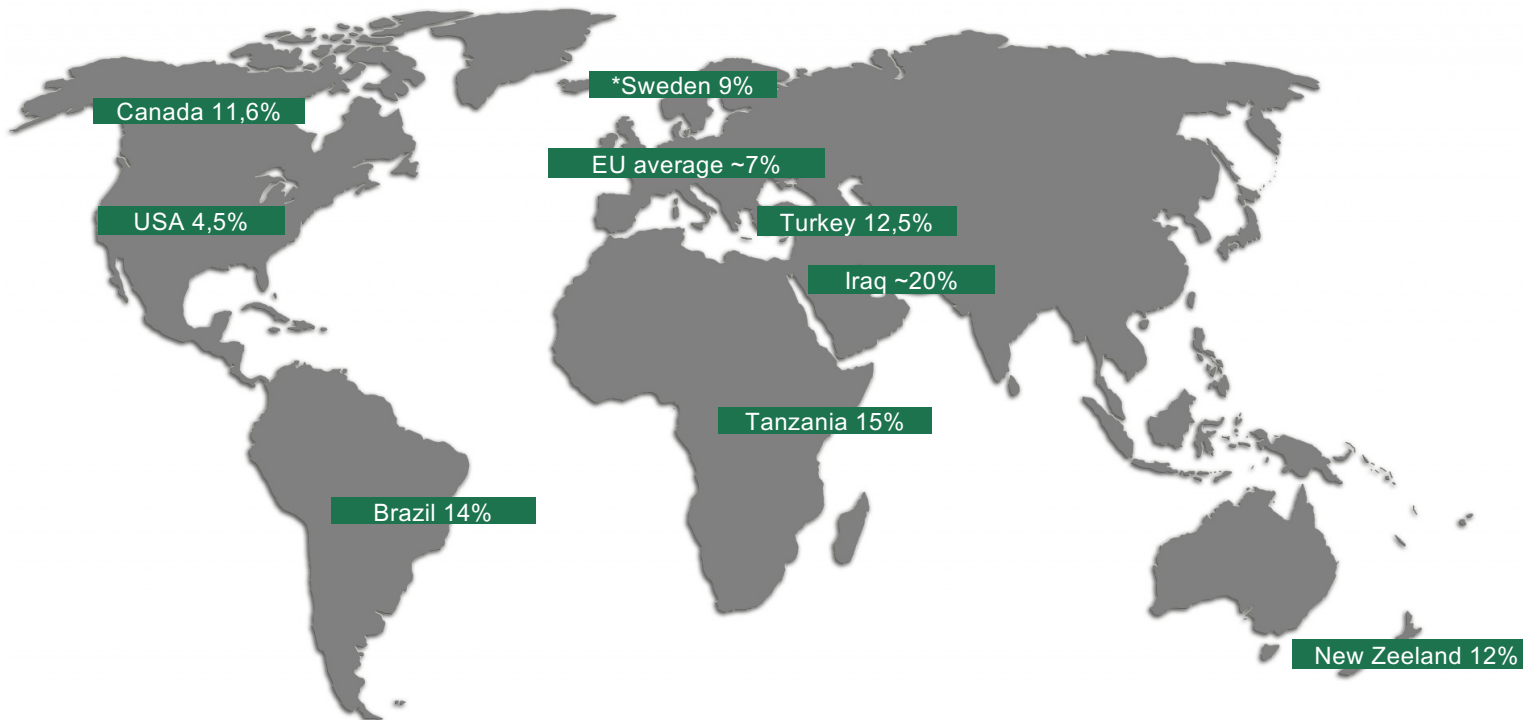 *Sweden 9%
Canada 11,6%
EU average ~7%
USA 4,5%
Turkey 12,5%
Iraq ~20%
Tanzania 15%
Brazil 14%
New Zeeland 12%